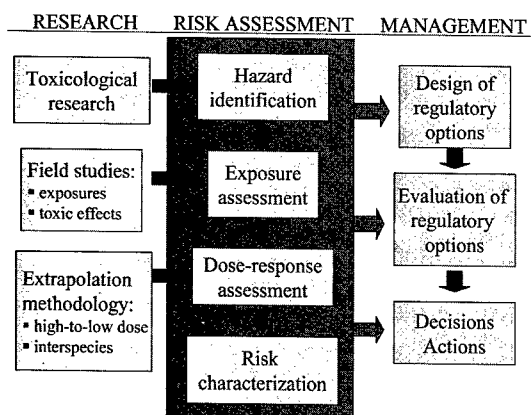 RESEARCH
RISK ASSESSMENT
MANAGEMENT
Toxicological
research
Field studies:
▪ exposures
▪ toxic effects
Extrapolation
methodology:
▪ high-to-low dose
▪ interspecies
Hazard
identification
Exposure
assessment
Dose-response
assessment
Risk
characterization
Design of
regulatory
options
Evaluation of
regulatory
options
Decisions
Actions